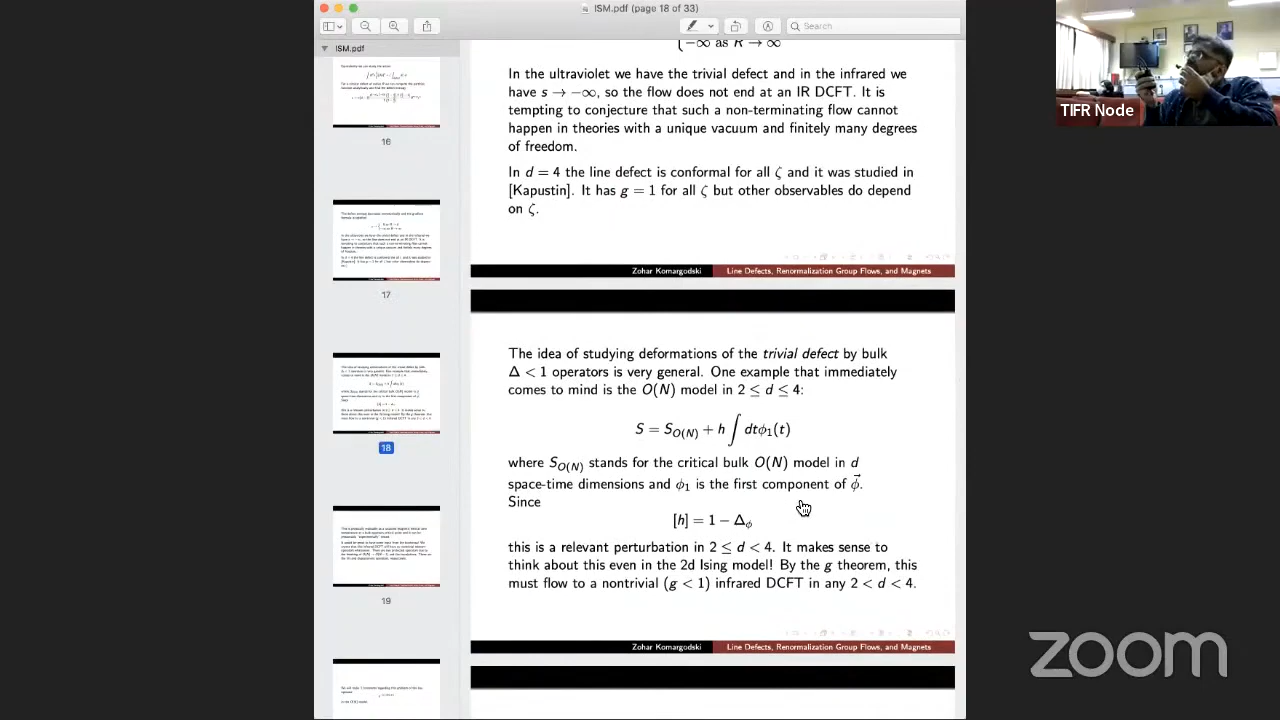 ISM.pdf (page 18 of 33)
Search
ISM.pdf
16
17
18
19
−∞ as R → ∞
In the ultraviolet we have the trivial defect and in the infrared we
have s → −∞, so the flow does not end at an IR DCFT. It is
tempting to conjecture that such a non-terminating flow cannot
happen in theories with a unique vacuum and finitely many degrees
of freedom.
In d = 4 the line defect is conformal for all ζ and it was studied in
[Kapustin]. It has g = 1 for all ζ but other observables do depend
on ζ.
Zohar Komargodski Line Defects, Renormalization Group Flows, and Magnets
The idea of studying deformations of the trivial defect by bulk
Δ < 1 operators is very general. One example that immediately
comes to mind is the O(N) model in 2 ≤ d ≤ 4:
S = S_{O(N)} + h ∫ dtϕ₁(t)
where S_{O(N)} stands for the critical bulk O(N) model in d
space-time dimensions and ϕ₁ is the first component of ϕ⃗.
Since
[h] = 1 − Δ_ϕ
this is a relevant perturbation in 2 ≤ d < 4. It makes sense to
think about this even in the 2d Ising model! By the g theorem, this
must flow to a nontrivial (g < 1) infrared DCFT in any 2 < d < 4.
Zohar Komargodski Line Defects, Renormalization Group Flows, and Magnets
TIFR Node
zoom